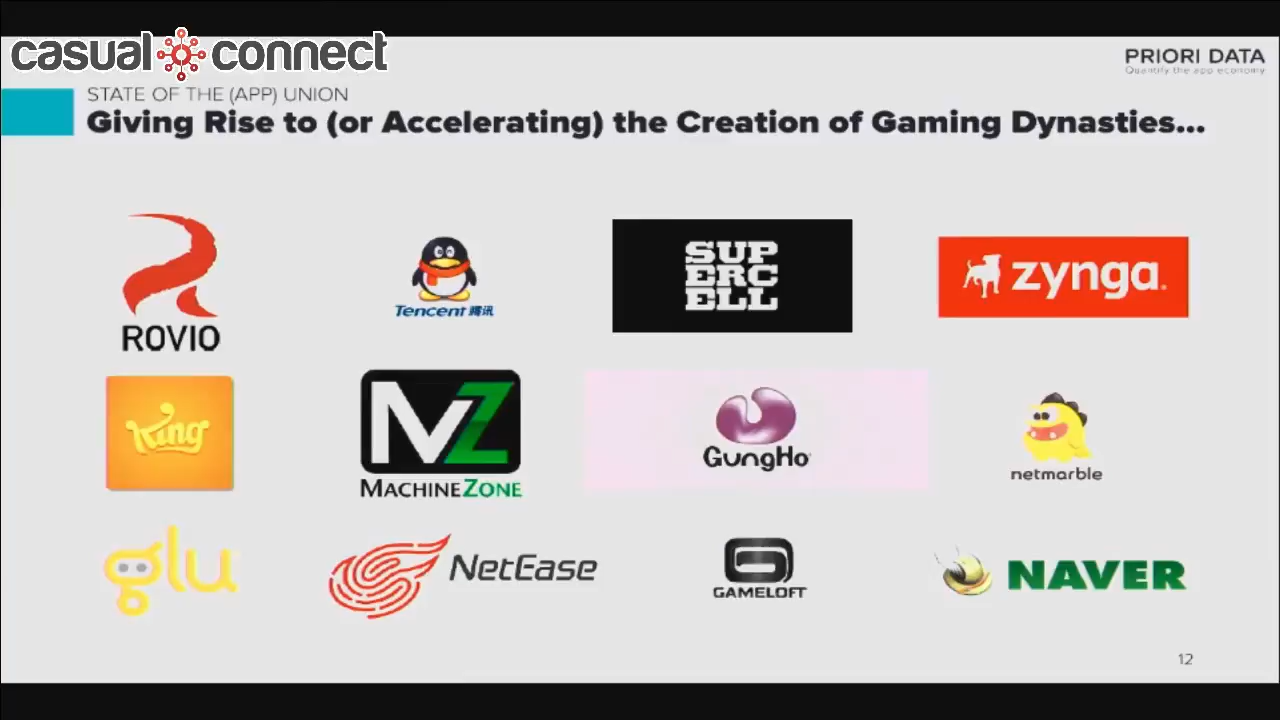 casual connect
PRIORI DATA
Quantify the app economy
STATE OF THE (APP) UNION
Giving Rise to (or Accelerating) the Creation of Gaming Dynasties...
ROVIO
Tencent 腾讯
SUP
ERC
ELL
zynga
King
MZ
MACHINE ZONE
GungHo
netmarble
glu
NetEase
GAMELOFT
NAVER
12